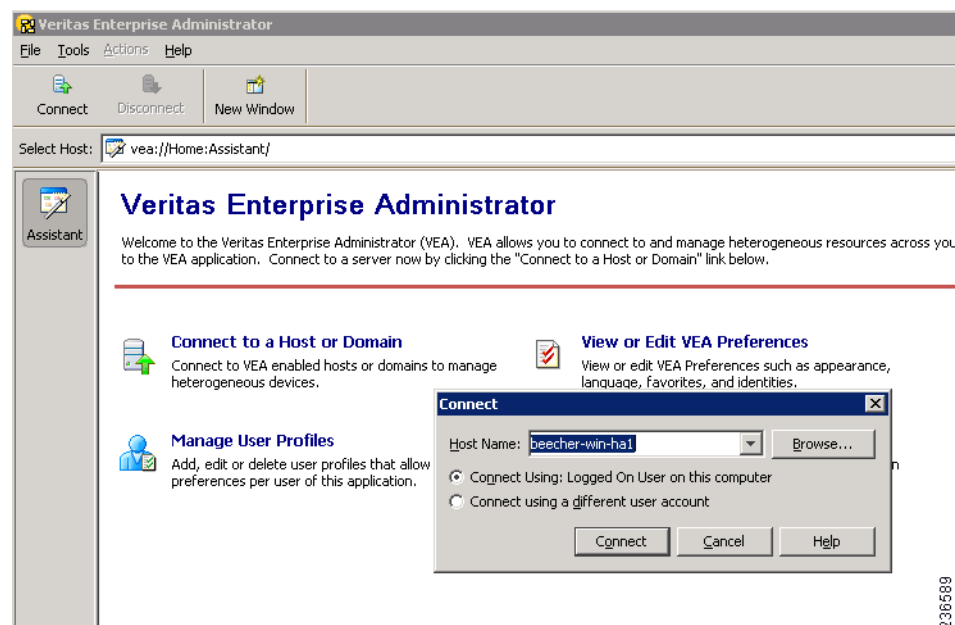 Veritas Enterprise Administrator
File Tools Actions Help
Connect Disconnect New Window
Select Host: vea://Home:Assistant/
Assistant
Veritas Enterprise Administrator
Welcome to the Veritas Enterprise Administrator (VEA). VEA allows you to connect to and manage heterogeneous resources across you
to the VEA application. Connect to a server now by clicking the "Connect to a Host or Domain" link below.
Connect to a Host or Domain
Connect to VEA enabled hosts or domains to manage
heterogeneous devices.
View or Edit VEA Preferences
View or edit VEA Preferences such as appearance,
language, favorites, and identities.
Manage User Profiles
Add, edit or delete user profiles that allow
preferences per user of this application.
Connect
Host Name: beecher-win-ha1 Browse...
Connect Using: Logged On User on this computer
Connect using a different user account
Connect Cancel Help
236589